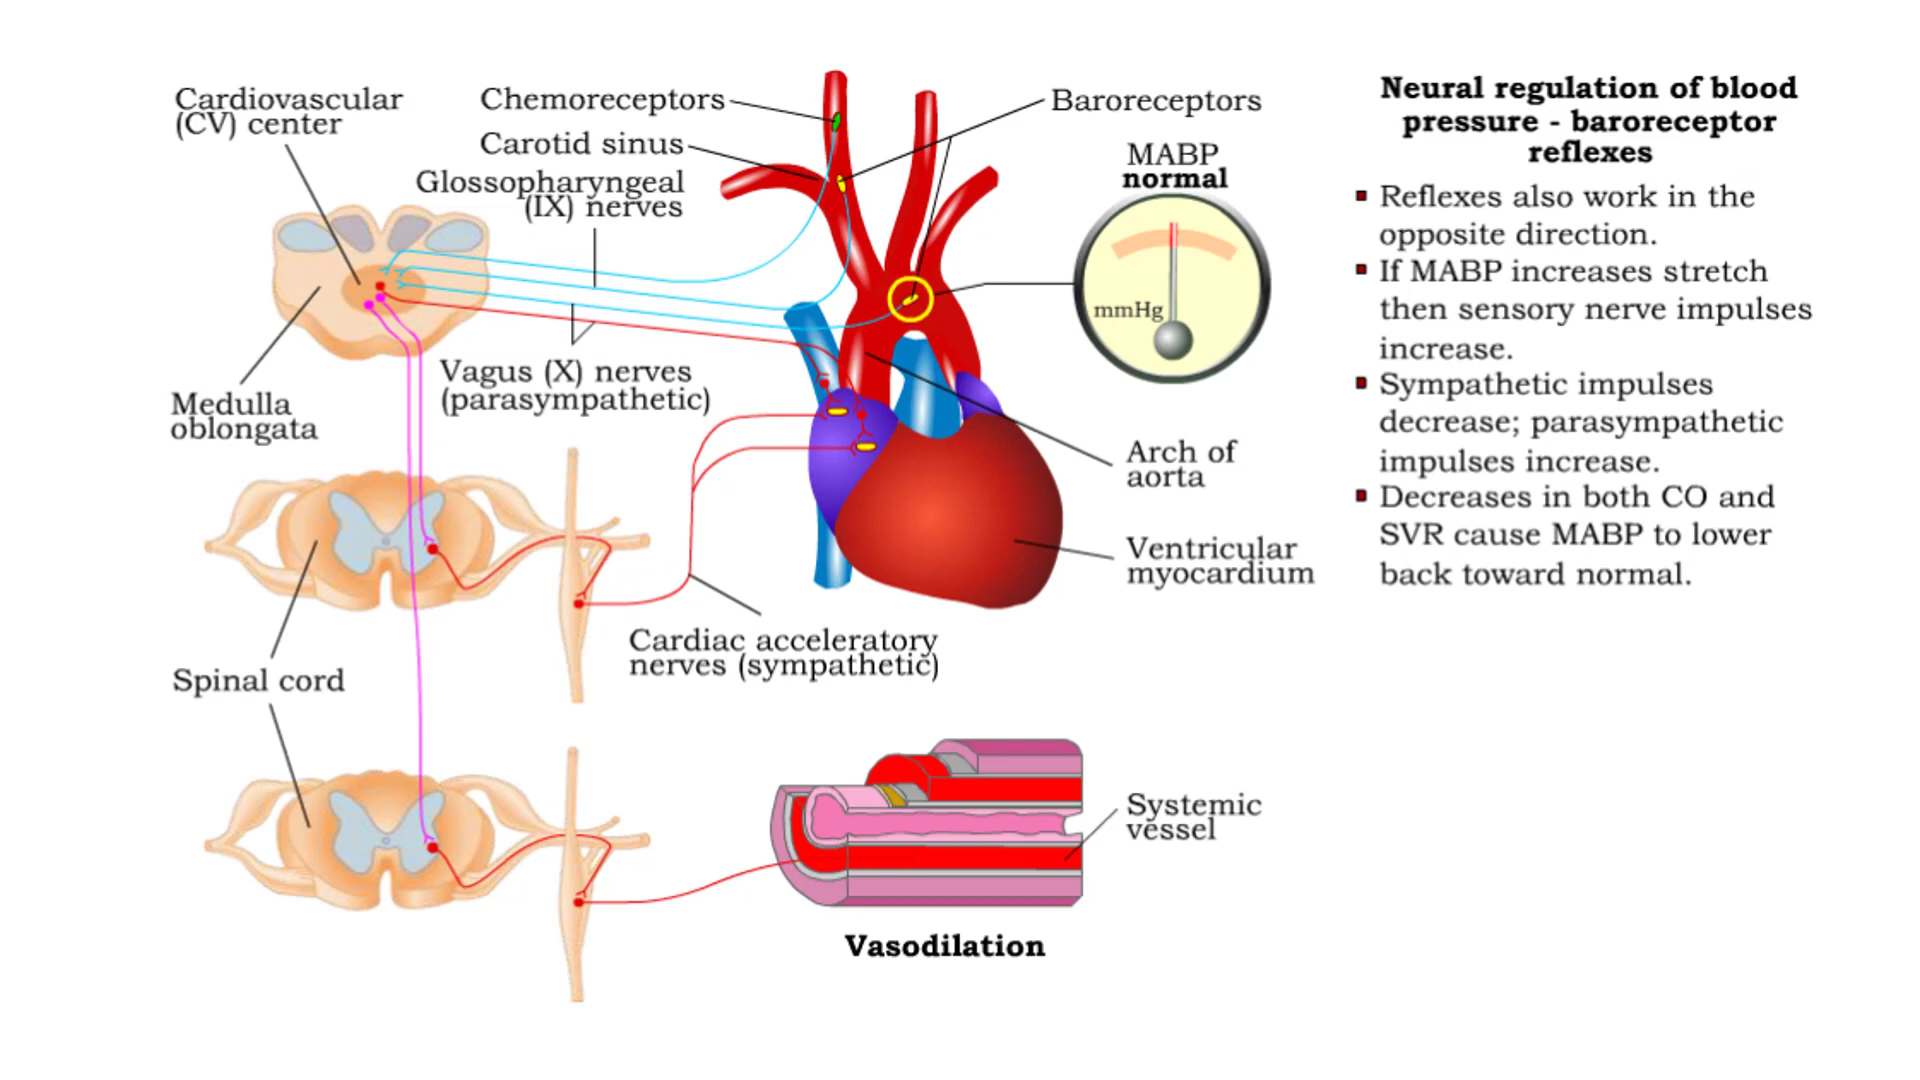 Cardiovascular
(CV) center
Chemoreceptors
Carotid sinus
Glossopharyngeal
(IX) nerves
Baroreceptors
MABP
normal
mmHg
Vagus (X) nerves
(parasympathetic)
Medulla
oblongata
Arch of
aorta
Ventricular
myocardium
Cardiac acceleratory
nerves (sympathetic)
Spinal cord
Systemic
vessel
Vasodilation
Neural regulation of blood
pressure - baroreceptor
reflexes
Reflexes also work in the
opposite direction.
If MABP increases stretch
then sensory nerve impulses
increase.
Sympathetic impulses
decrease; parasympathetic
impulses increase.
Decreases in both CO and
SVR cause MABP to lower
back toward normal.